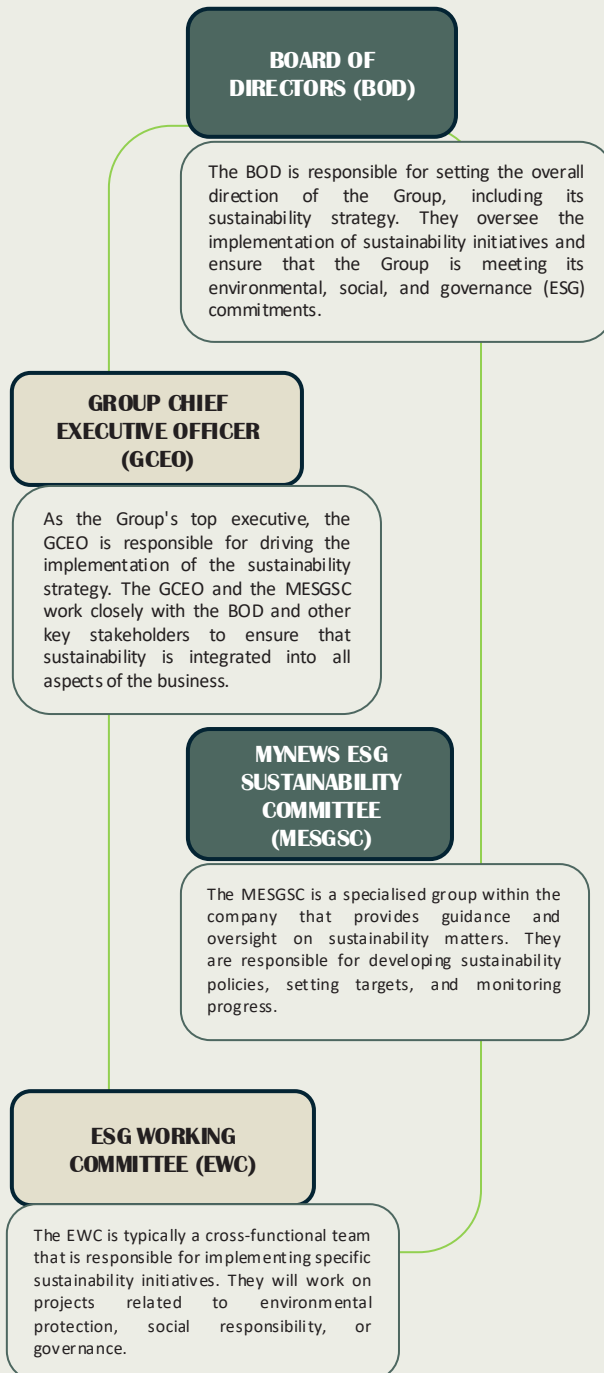 BOARD OF
DIRECTORS (BOD)
The BOD is responsible for setting the overall
direction of the Group, including its
sustainability strategy. They oversee the
implementation of sustainability initiatives and
ensure that the Group is meeting its
environmental, social, and governance (ESG)
commitments.
GROUP CHIEF
EXECUTIVE OFFICER
(GCEO)
As the Group's top executive, the
GCEO is responsible for driving the
implementation of the sustainability
strategy. The GCEO and the MESGSC
work closely with the BOD and other
key stakeholders to ensure that
sustainability is integrated into all
aspects of the business.
MYNEWS ESG
SUSTAINABILITY
COMMITTEE
(MESGSC)
The MESGSC is a specialised group within the
company that provides guidance and
oversight on sustainability matters. They
are responsible for developing sustainability
policies, setting targets, and monitoring
progress.
ESG WORKING
COMMITTEE (EWC)
The EWC is typically a cross-functional team
that is responsible for implementing specific
sustainability initiatives. They will work on
projects related to environmental
protection, social responsibility, or
governance.